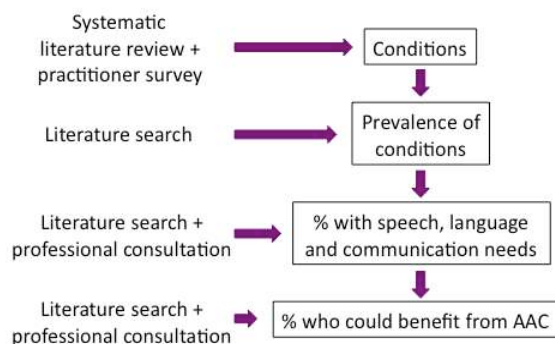 Systematic
literature review +
practitioner survey
Conditions
Literature search
Prevalence of
conditions
Literature search +
professional consultation
% with speech, language
and communication needs
Literature search +
professional consultation
% who could benefit from AAC